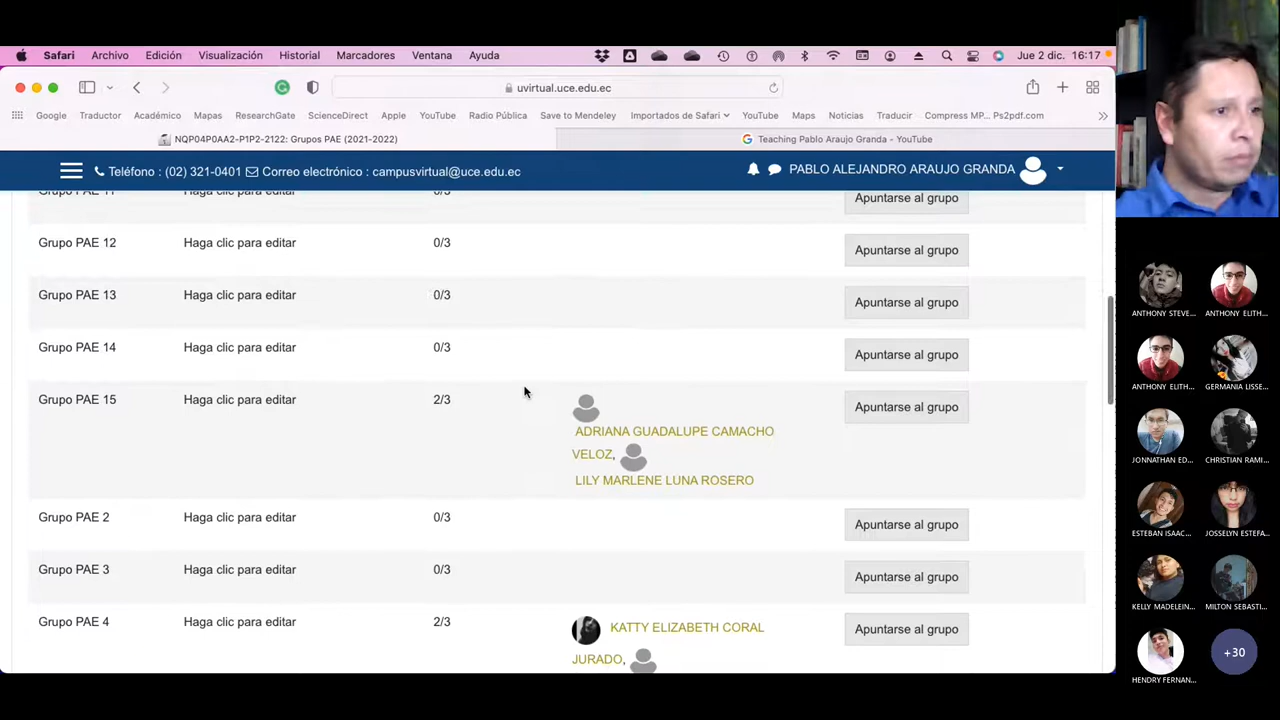 Safari Archivo Edición Visualización Historial Marcadores Ventana Ayuda Jue 2 dic. 16:17
uvirtual.uce.edu.ec
Google Traductor Académico Mapas ResearchGate ScienceDirect Apple YouTube Radio Pública Save to Mendeley Importados de Safari YouTube Maps Noticias Traducir Compress MP... Ps2pdf.com
NQP04P0AA2-P1P2-2122: Grupos PAE (2021-2022) Teaching Pablo Araujo Granda - YouTube
Teléfono : (02) 321-0401 Correo electrónico : campusvirtual@uce.edu.ec PABLO ALEJANDRO ARAUJO GRANDA
Grupo PAE 11 Haga clic para editar 0/3 Apuntarse al grupo
Grupo PAE 12 Haga clic para editar 0/3 Apuntarse al grupo
Grupo PAE 13 Haga clic para editar 0/3 Apuntarse al grupo
Grupo PAE 14 Haga clic para editar 0/3 Apuntarse al grupo
Grupo PAE 15 Haga clic para editar 2/3 Apuntarse al grupo
ADRIANA GUADALUPE CAMACHO
VELOZ,
LILY MARLENE LUNA ROSERO
Grupo PAE 2 Haga clic para editar 0/3 Apuntarse al grupo
Grupo PAE 3 Haga clic para editar 0/3 Apuntarse al grupo
Grupo PAE 4 Haga clic para editar 2/3 KATTY ELIZABETH CORAL Apuntarse al grupo
JURADO,
ANTHONY STEVE... ANTHONY ELITH...
ANTHONY ELITH... GERMANIA LISSE...
JONNATHAN ED... CHRISTIAN RAMI...
ESTEBAN ISAAC... JOSSELYN ESTEFA...
KELLY MADELEIN... MILTON SEBASTI...
HENDRY FERNAN... +30